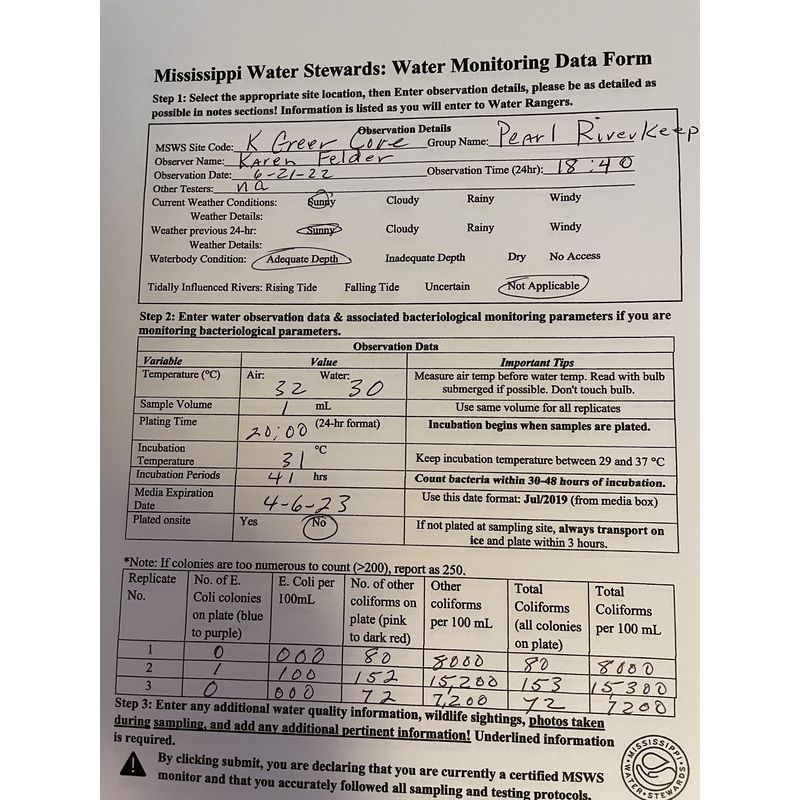 Mississippi Water Stewards: Water Monitoring Data Form
Step 1: Select the appropriate site location, then Enter observation details, please be as detailed as
possible in notes sections! Information is listed as you will enter to Water Rangers.
Observation Details
MSWS Site Code: K Greer Cove Group Name: Pearl Riverkeep
Observer Name: Karen Felder
Observation Date: 6-21-22 Observation Time (24hr): 18:40
Other Testers: na
Current Weather Conditions: Sunny Cloudy Rainy Windy
Weather Details:
Weather previous 24-hr: Sunny Cloudy Rainy Windy
Weather Details:
Waterbody Condition: Adequate Depth Inadequate Depth Dry No Access
Tidally Influenced Rivers: Rising Tide Falling Tide Uncertain Not Applicable
Step 2: Enter water observation data & associated bacteriological monitoring parameters if you are
monitoring bacteriological parameters.
Observation Data
Variable Value Important Tips
Temperature (°C) Air: 32 Water: 30 Measure air temp before water temp. Read with bulb
submerged if possible. Don't touch bulb.
Sample Volume 1 mL Use same volume for all replicates
Plating Time 20:00 (24-hr format) Incubation begins when samples are plated.
Incubation
Temperature 31 °C Keep incubation temperature between 29 and 37 °C
Incubation Periods 41 hrs Count bacteria within 30-48 hours of incubation.
Media Expiration
Date 4-6-23 Use this date format: Jul/2019 (from media box)
Plated onsite Yes No If not plated at sampling site, always transport on
ice and plate within 3 hours.
*Note: If colonies are too numerous to count (>200), report as 250.
Replicate No. of E. E. Coli per No. of other Other Total Total
No. Coli colonies 100mL coliforms on coliforms Coliforms Coliforms
on plate (blue plate (pink per 100 mL (all colonies per 100 mL
to purple) to dark red) on plate)
1 0 000 80 8000 80 8000
2 1 100 152 15,200 153 15,300
3 0 000 72 7,200 72 7200
Step 3: Enter any additional water quality information, wildlife sightings, photos taken
during sampling, and add any additional pertinent information! Underlined information
is required.
By clicking submit, you are declaring that you are currently a certified MSWS
monitor and that you accurately followed all sampling and testing protocols.
MISSISSIPPI WATER STEWARDS